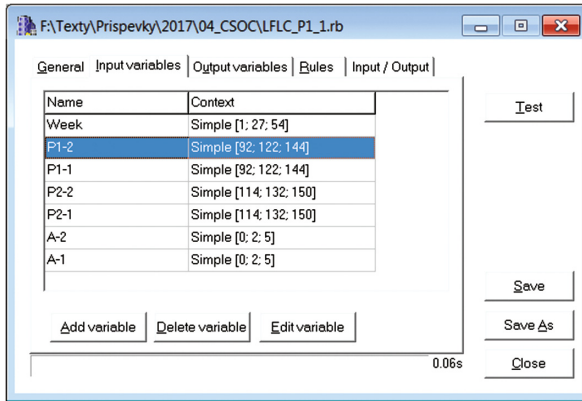 F:\Texty\Prispevky\2017\04_CSOC\LFLC_P1_1.rb
General Input variables Output variables Rules Input / Output
Name Context
Week Simple [1; 27; 54]
P1-2 Simple [92; 122; 144]
P1-1 Simple [92; 122; 144]
P2-2 Simple [114; 132; 150]
P2-1 Simple [114; 132; 150]
A-2 Simple [0; 2; 5]
A-1 Simple [0; 2; 5]
Add variable Delete variable Edit variable
0.06s
Test
Save
Save As
Close